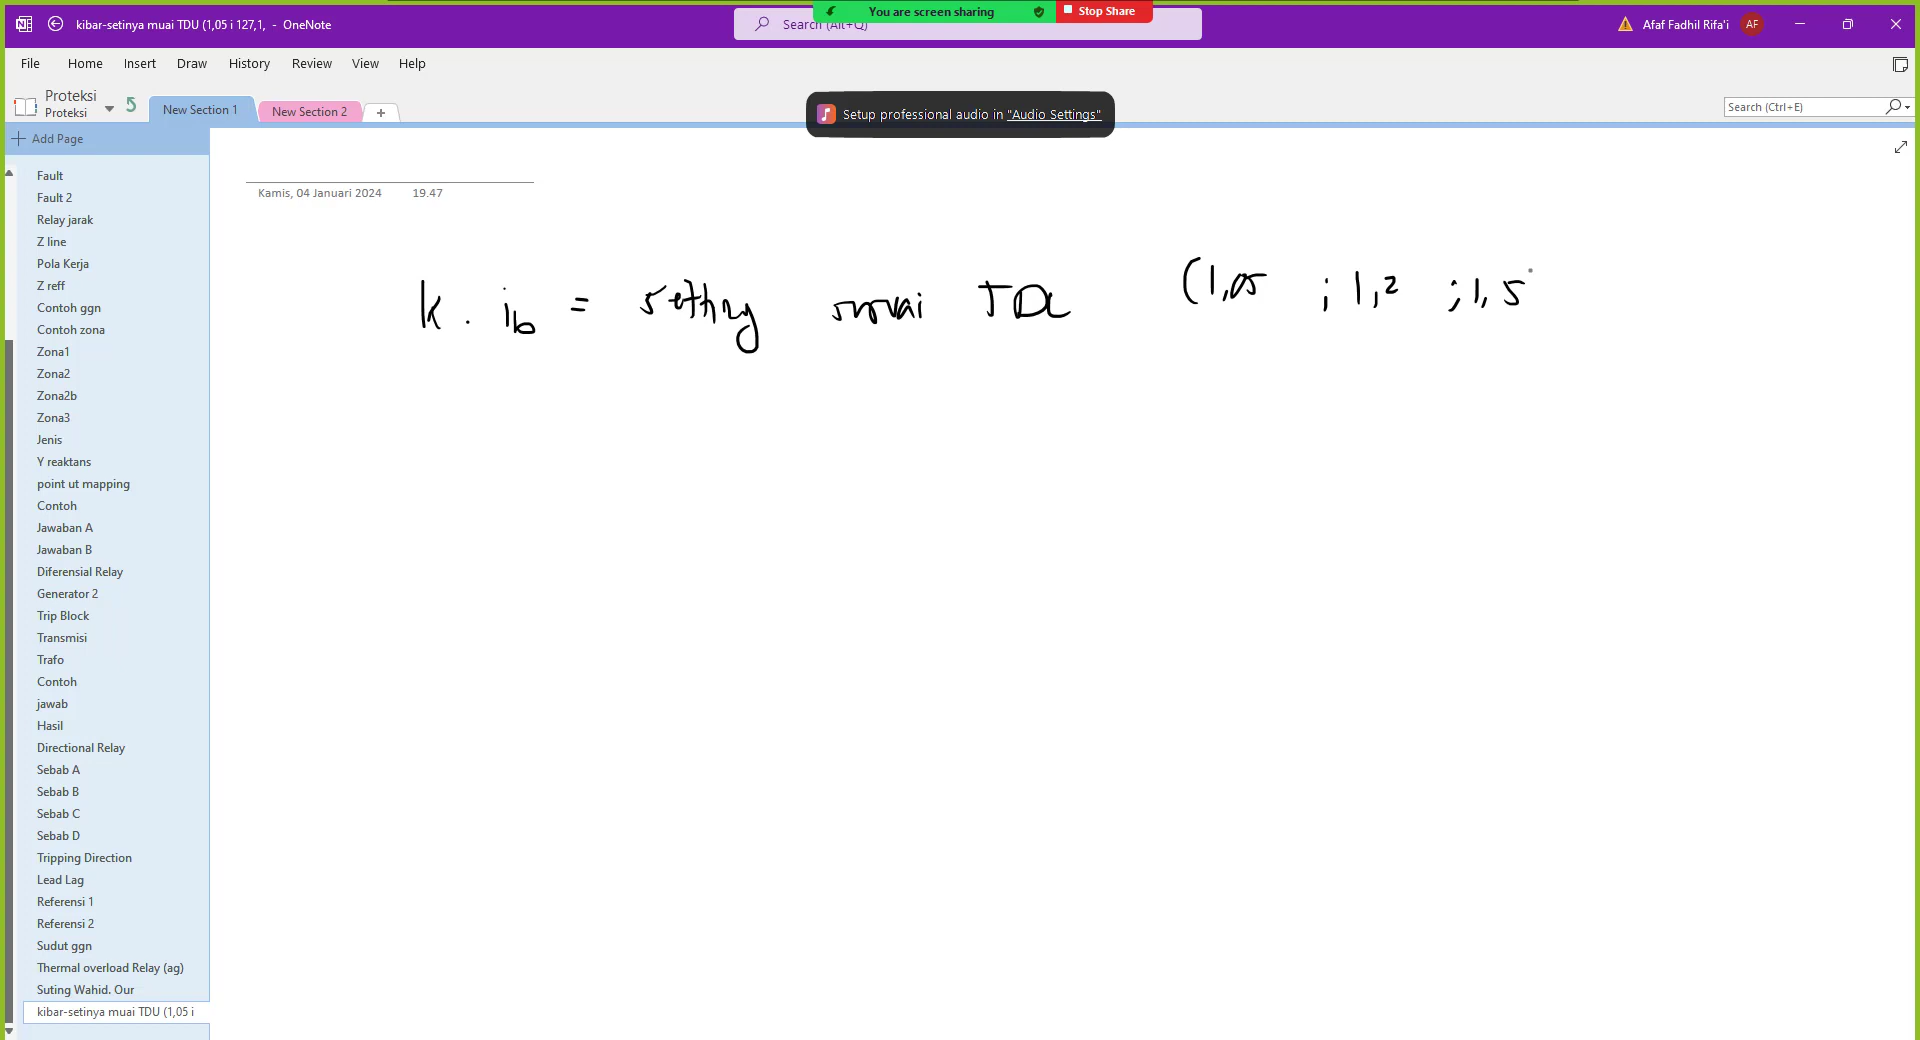 kibar-setinya muai TDU (1,05 i 127,1, - OneNote
You are screen sharing
Stop Share
Search (Alt+Q)
Afaf Fadhil Rifa'i
AF
File Home Insert Draw History Review View Help
Proteksi
Proteksi
New Section 1
New Section 2
Setup professional audio in "Audio Settings"
Search (Ctrl+E)
Add Page
Kamis, 04 Januari 2024 19.47
k . ib = setting TDL (1,05 ; 1,2 ; 1,5
Fault
Fault 2
Relay jarak
Z line
Pola Kerja
Z reff
Contoh ggn
Contoh zona
Zona1
Zona2
Zona2b
Zona3
Jenis
Y reaktans
point ut mapping
Contoh
Jawaban A
Jawaban B
Diferensial Relay
Generator 2
Trip Block
Transmisi
Trafo
Contoh
jawab
Hasil
Directional Relay
Sebab A
Sebab B
Sebab C
Sebab D
Tripping Direction
Lead Lag
Referensi 1
Referensi 2
Sudut ggn
Thermal overload Relay (ag)
Suting Wahid. Our
kibar-setinya muai TDU (1,05 i